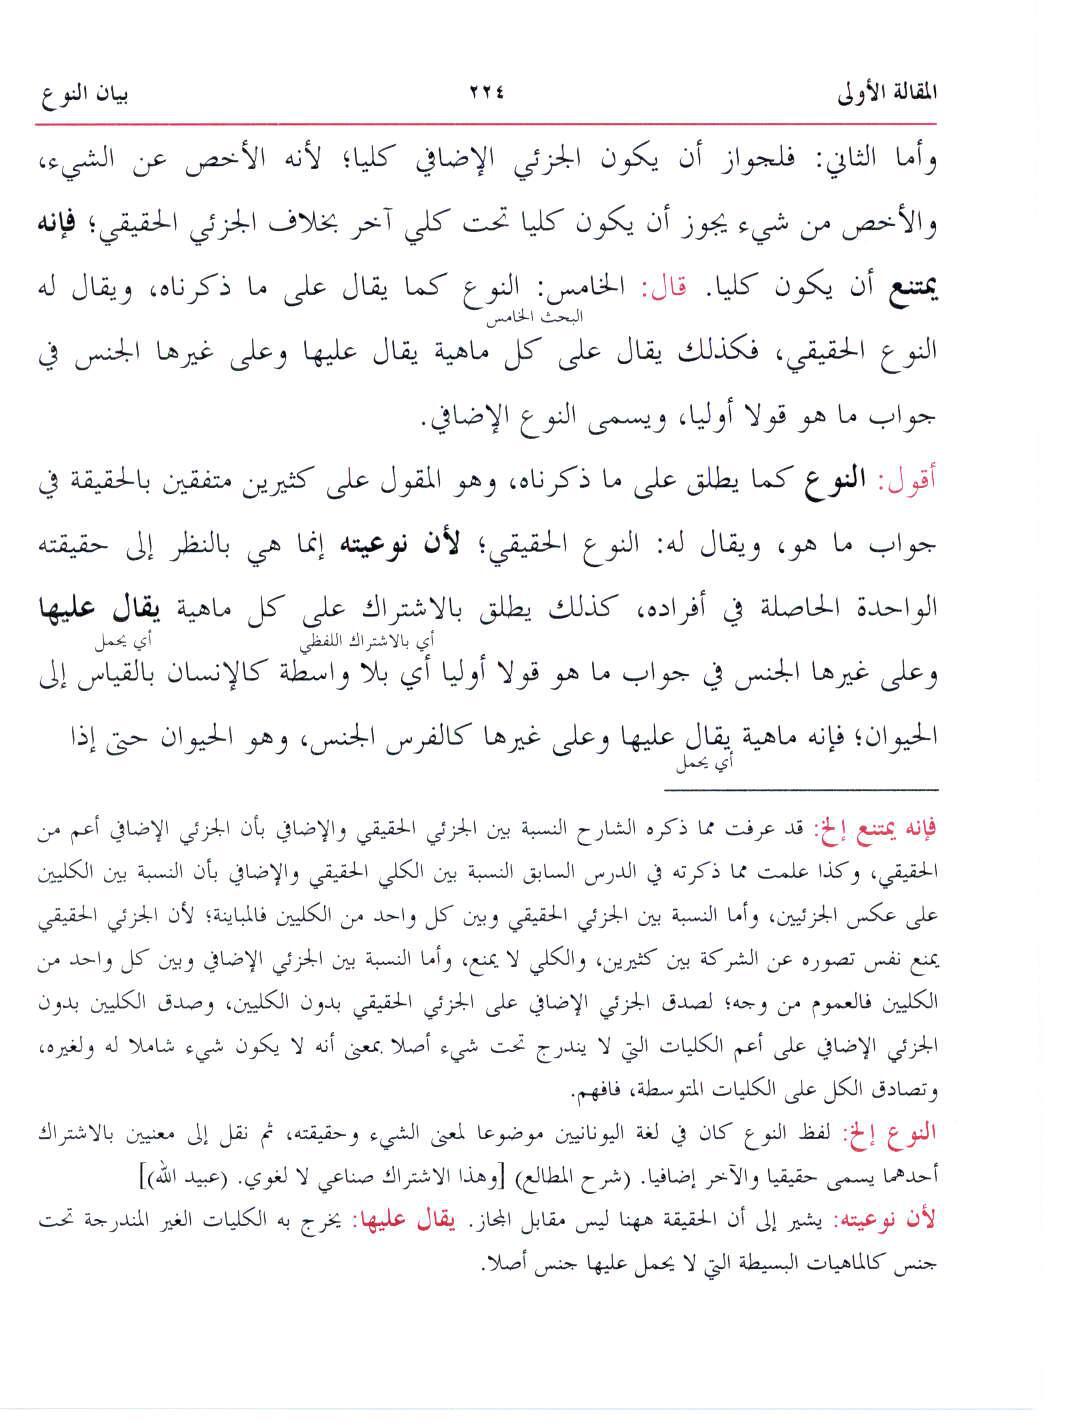 المقالة الأولى ٢٢٤ بيان النوع
وأما الثاني: فلجواز أن يكون الجزئي الإضافي كليا؛ لأنه الأخص عن الشيء،
والأخص من شيء يجوز أن يكون كليا تحت كلي آخر بخلاف الجزئي الحقيقي؛ فإنه
يمتنع أن يكون كليا. قال: الخامس: النوع كما يقال على ما ذكرناه، ويقال له
البحث الخامس
النوع الحقيقي، فكذلك يقال على كل ماهية يقال عليها وعلى غيرها الجنس في
جواب ما هو قولا أوليا، ويسمى النوع الإضافي.
أقول: النوع كما يطلق على ما ذكرناه، وهو المقول على كثيرين متفقين بالحقيقة في
جواب ما هو، ويقال له: النوع الحقيقي؛ لأن نوعيته إنما هي بالنظر إلى حقيقته
الواحدة الحاصلة في أفراده، كذلك يطلق بالاشتراك على كل ماهية يقال عليها
أي بالاشتراك اللفظي أي يحمل
وعلى غيرها الجنس في جواب ما هو قولا أوليا أي بلا واسطة كالإنسان بالقياس إلى
الحيوان؛ فإنه ماهية يقال عليها وعلى غيرها كالفرس الجنس، وهو الحيوان حتى إذا
أي يحمل
فإنه يمتنع إلخ: قد عرفت مما ذكره الشارح النسبة بين الجزئي الحقيقي والإضافي بأن الجزئي الإضافي أعم من
الحقيقي، وكذا علمت مما ذكرته في الدرس السابق النسبة بين الكلي الحقيقي والإضافي بأن النسبة بين الكليين
على عكس الجزئيين، وأما النسبة بين الجزئي الحقيقي وبين كل واحد من الكليين فالمباينة؛ لأن الجزئي الحقيقي
يمنع نفس تصوره عن الشركة بين كثيرين، والكلي لا يمنع، وأما النسبة بين الجزئي الإضافي وبين كل واحد من
الكليين فالعموم من وجه؛ لصدق الجزئي الإضافي على الجزئي الحقيقي بدون الكليين، وصدق الكليين بدون
الجزئي الإضافي على أعم الكليات التي لا يندرج تحت شيء أصلا بمعنى أنه لا يكون شيء شاملا له ولغيره،
وتصادق الكل على الكليات المتوسطة، فافهم.
النوع إلخ: لفظ النوع كان في لغة اليونانيين موضوعا لمعنى الشيء وحقيقته، ثم نقل إلى معنيين بالاشتراك
أحدهما يسمى حقيقيا والآخر إضافيا. (شرح المطالع) [وهذا الاشتراك صناعي لا لغوي. (عبيد الله)]
لأن نوعيته: يشير إلى أن الحقيقة ههنا ليس مقابل المجاز. يقال عليها: يخرج به الكليات الغير المندرجة تحت
جنس كالماهيات البسيطة التي لا يحمل عليها جنس أصلا.